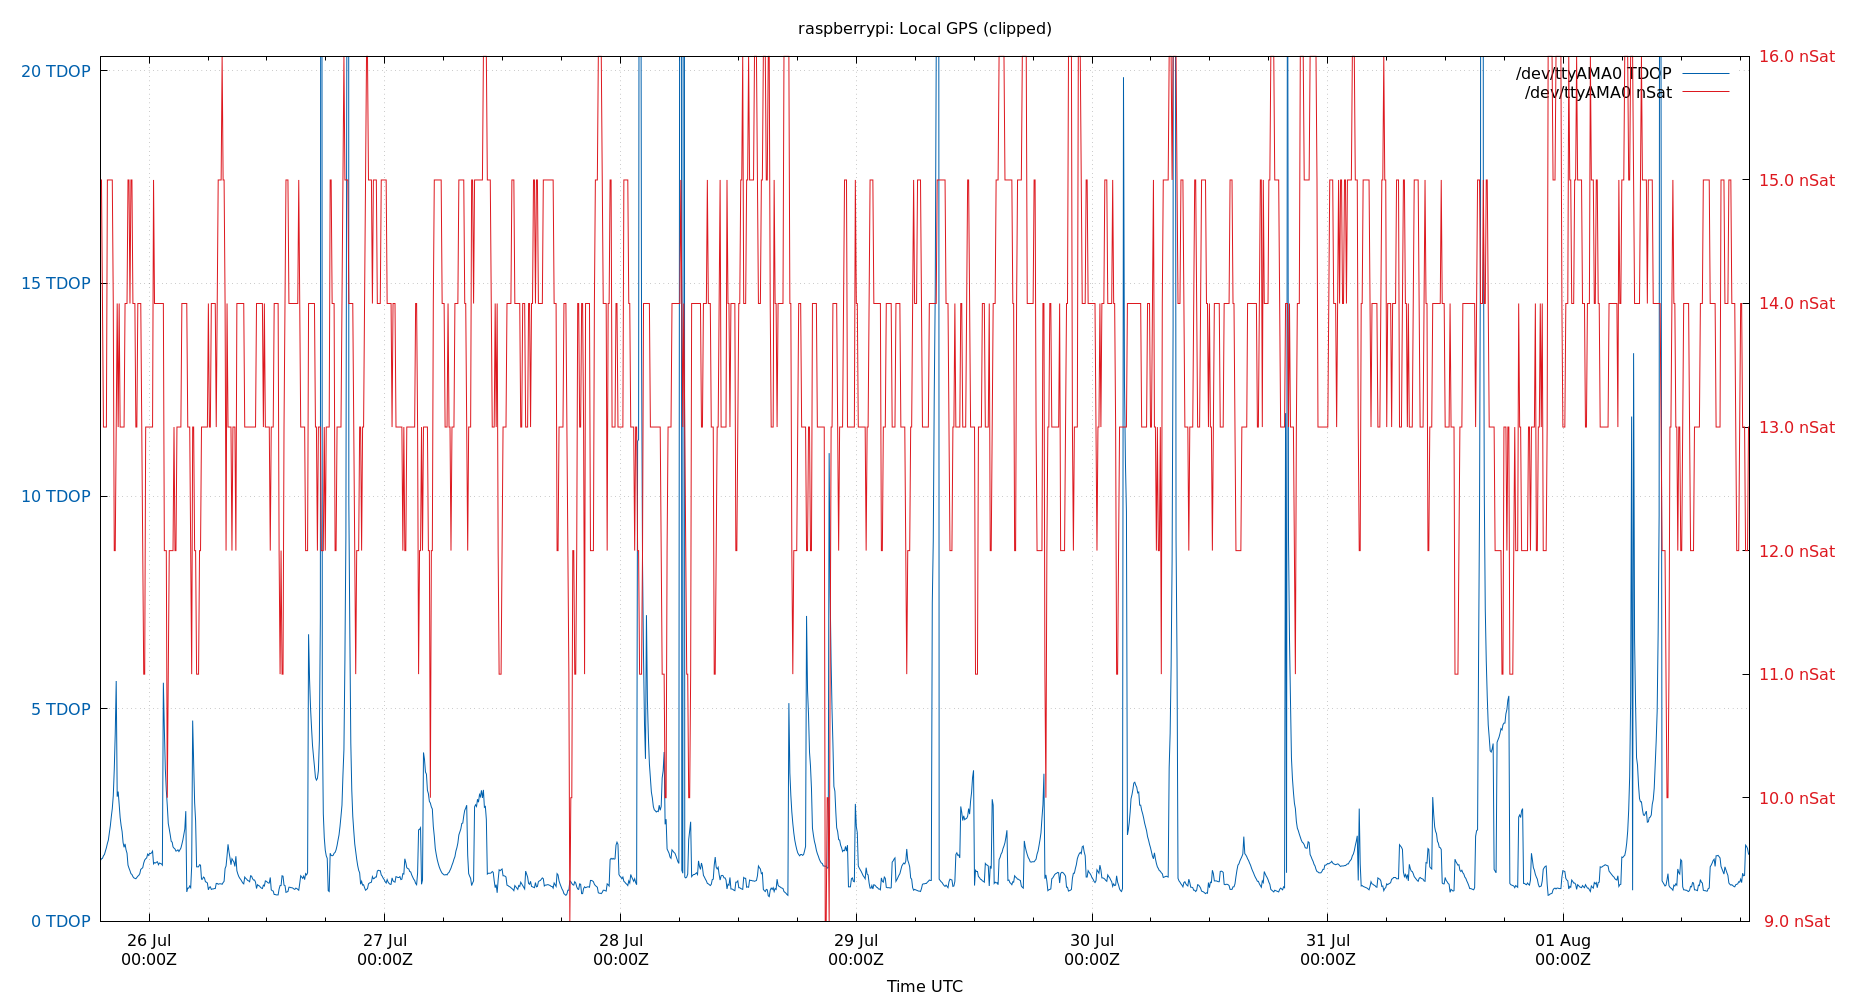 raspberrypi: Local GPS (clipped)
20 TDOP
15 TDOP
10 TDOP
5 TDOP
0 TDOP
16.0 nSat
15.0 nSat
14.0 nSat
13.0 nSat
12.0 nSat
11.0 nSat
10.0 nSat
9.0 nSat
/dev/ttyAMA0 TDOP
/dev/ttyAMA0 nSat
26 Jul
00:00Z
27 Jul
00:00Z
28 Jul
00:00Z
29 Jul
00:00Z
30 Jul
00:00Z
31 Jul
00:00Z
01 Aug
00:00Z
Time UTC